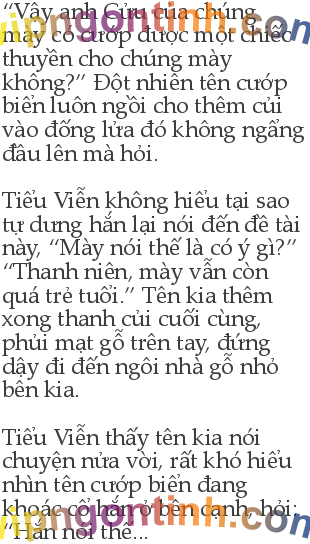 “Vậy anh Cửu của chúng
mày có cướp được một chiếc
thuyền cho chúng mày
không?” Đột nhiên tên cướp
biển luôn ngồi cho thêm củi
vào đống lửa đó không ngẩng
đầu lên mà hỏi.
Tiểu Viễn không hiểu tại sao
tự dưng hắn lại nói đến đề tài
này, “Mày nói thế là có ý gì?”
“Thanh niên, mày vẫn còn
quá trẻ tuổi.” Tên kia thêm
xong thanh củi cuối cùng,
phủi mạt gỗ trên tay, đứng
dậy đi đến ngôi nhà gỗ nhỏ
bên kia.
Tiểu Viễn thấy tên kia nói
chuyện nửa vời, rất khó hiểu
nhìn tên cướp biển đang
khoác cổ hắn ở bên cạnh, hỏi:
“Hắn nói thế...
vipngontinh.com
vipngontinh.com